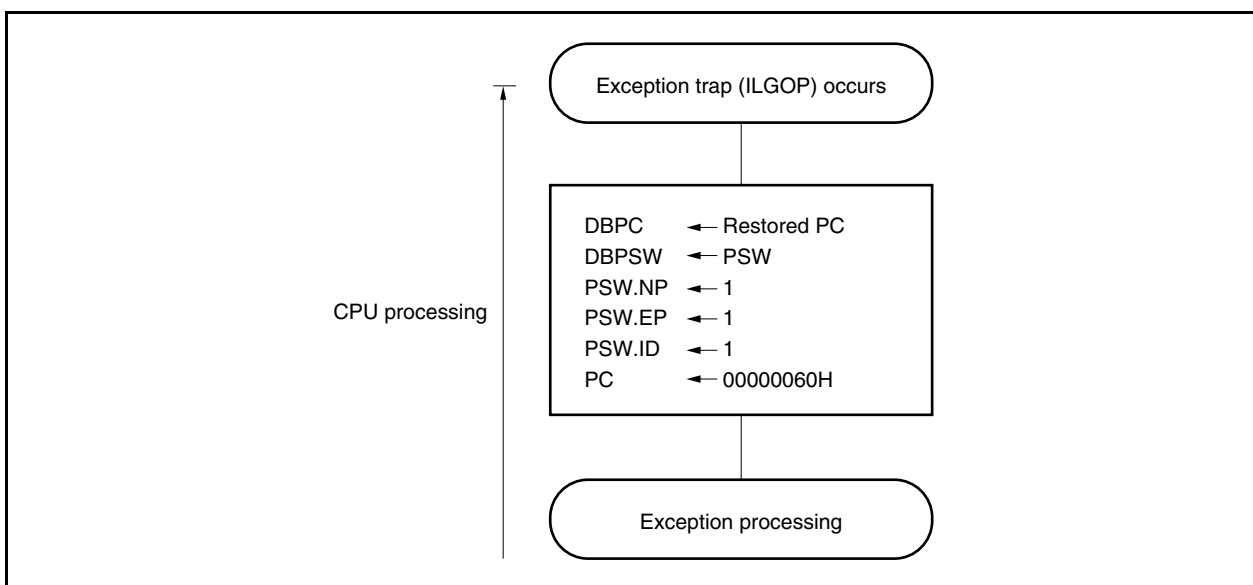 Exception trap (ILGOP) occurs
DBPC ← Restored PC
DBPSW ← PSW
PSW.NP ← 1
PSW.EP ← 1
PSW.ID ← 1
PC ← 00000060H
CPU processing
Exception processing